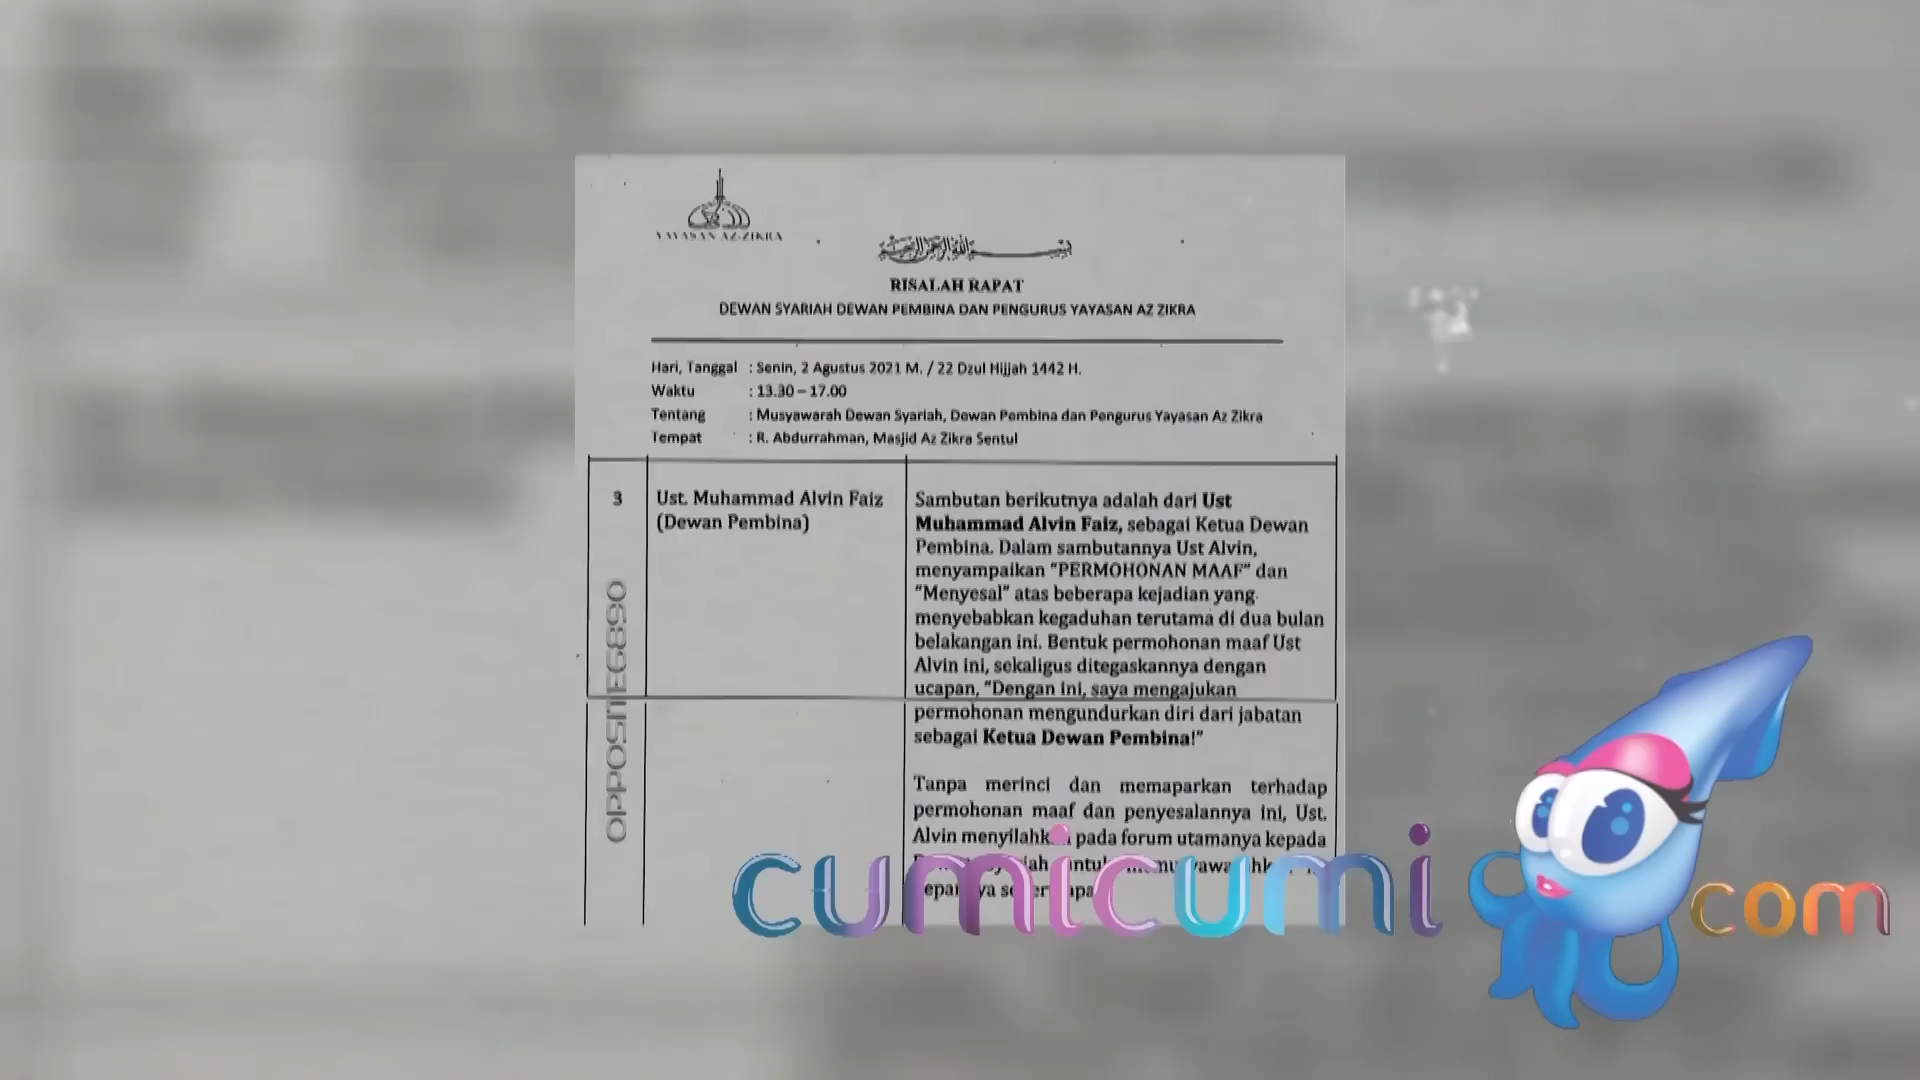 YAYASAN AZ-ZIKRA
RISALAH RAPAT
DEWAN SYARIAH DEWAN PEMBINA DAN PENGURUS YAYASAN AZ ZIKRA
Hari, Tanggal : Senin, 2 Agustus 2021 M. / 22 Dzul Hijjah 1442 H.
Waktu : 13.30 – 17.00
Tentang : Musyawarah Dewan Syariah, Dewan Pembina dan Pengurus Yayasan Az Zikra
Tempat : R. Abdurrahman, Masjid Az Zikra Sentul
3
Ust. Muhammad Alvin Faiz
(Dewan Pembina)
Sambutan berikutnya adalah dari Ust
Muhammad Alvin Faiz, sebagai Ketua Dewan
Pembina. Dalam sambutannya Ust Alvin,
menyampaikan "PERMOHONAN MAAF" dan
"Menyesal" atas beberapa kejadian yang
menyebabkan kegaduhan terutama di dua bulan
belakangan ini. Bentuk permohonan maaf Ust
Alvin ini, sekaligus ditegaskannya dengan
ucapan, "Dengan ini, saya mengajukan
permohonan mengundurkan diri dari jabatan
sebagai Ketua Dewan Pembina!"
Tanpa merinci dan memaparkan terhadap
permohonan maaf dan penyesalannya ini, Ust.
Alvin pada forum utamanya kepada
OPPOSITE6890
cumicumi com